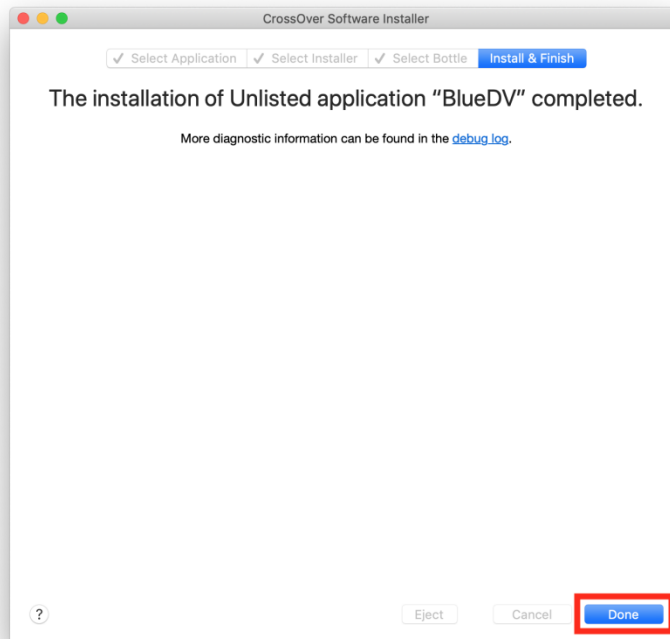 CrossOver Software Installer
✓ Select Application ✓ Select Installer ✓ Select Bottle Install & Finish
The installation of Unlisted application “BlueDV” completed.
More diagnostic information can be found in the debug log.
? Eject Cancel Done